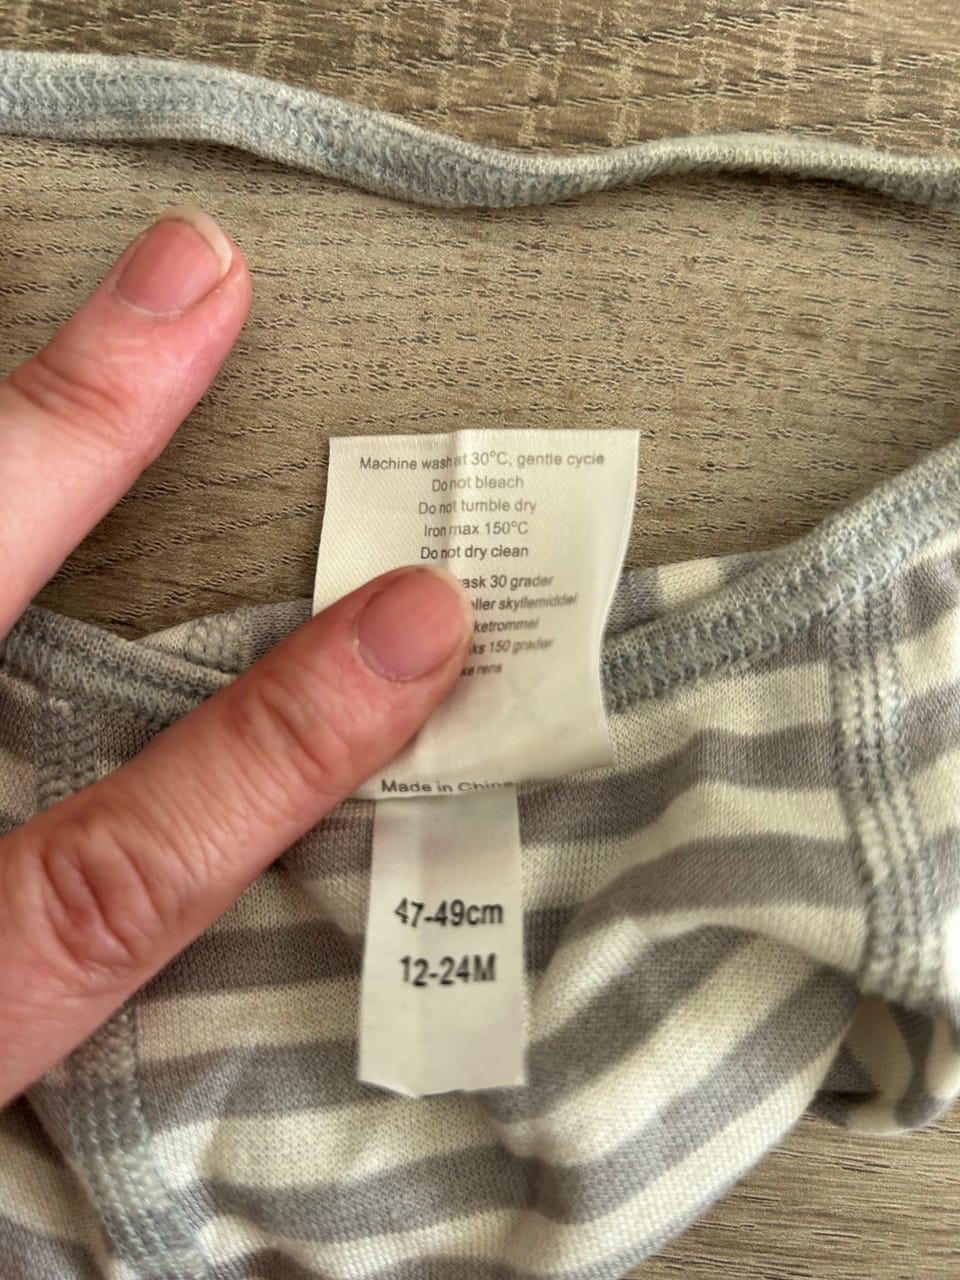 Machine wash at 30°C, gentle cycle
Do not bleach
Do not tumble dry
Iron max 150°C
Do not dry clean
30 grader
skyllemiddel
150 grader
rens
Made in China
47-49cm
12-24M